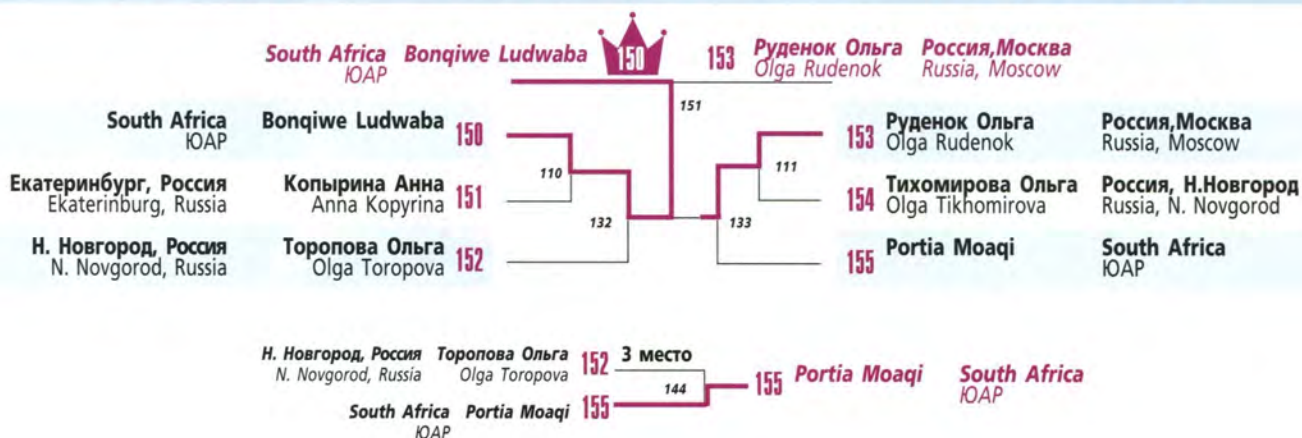 South Africa Bonqiwe Ludwaba 150 153 Руденок Ольга Россия,Москва
ЮАР Olga Rudenok Russia, Moscow
151
South Africa Bonqiwe Ludwaba 150 153 Руденок Ольга Россия,Москва
ЮАР Olga Rudenok Russia, Moscow
110 111
Екатеринбург, Россия Копырина Анна 151 154 Тихомирова Ольга Россия, Н.Новгород
Ekaterinburg, Russia Anna Kopyrina Olga Tikhomirova Russia, N. Novgorod
132 133
Н. Новгород, Россия Торопова Ольга 152 155 Portia Moaqi South Africa
N. Novgorod, Russia Olga Toropova ЮАР
Н. Новгород, Россия Торопова Ольга 152 3 место
N. Novgorod, Russia Olga Toropova
144 155 Portia Moaqi South Africa
ЮАР
South Africa Portia Moaqi 155
ЮАР